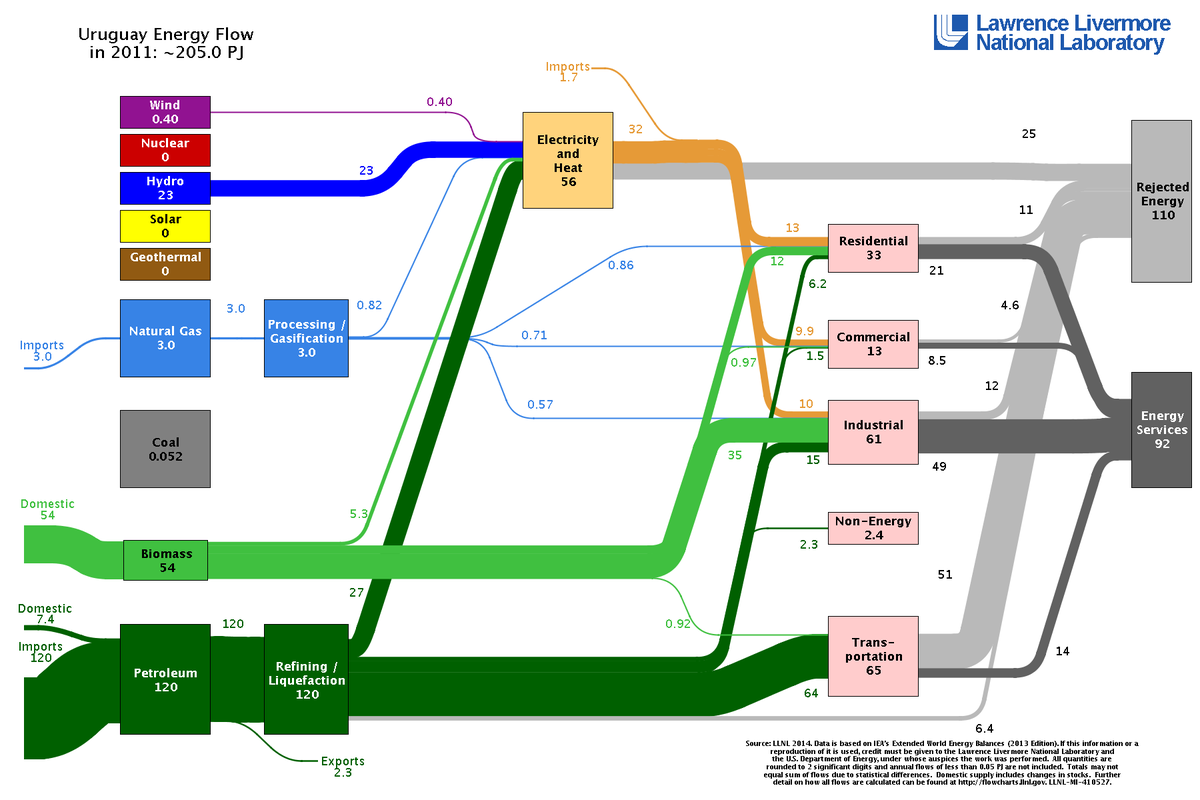 Uruguay Energy Flow
in 2011: ~205.0 PJ
Lawrence Livermore
National Laboratory
Imports
1.7
Wind
0.40
0.40
Nuclear
0
Hydro
23
23
Solar
0
Geothermal
0
Electricity
and
Heat
56
32
25
Rejected
Energy
110
Imports
3.0
Natural Gas
3.0
3.0
Processing /
Gasification
3.0
0.82
0.86
0.71
0.57
13
12
6.2
Residential
33
11
21
9.9
0.97
1.5
Commercial
13
4.6
8.5
10
35
15
Industrial
61
12
49
Energy
Services
92
Coal
0.052
Domestic
54
Biomass
54
5.3
27
2.3
Non-Energy
2.4
0.92
51
Domestic
7.4
Imports
120
Petroleum
120
120
Refining /
Liquefaction
120
Exports
2.3
64
Trans-
portation
65
14
6.4
Source: LLNL 2014. Data is based on IEA's Extended World Energy Balances (2013 Edition). If this information or a
reproduction of it is used, credit must be given to the Lawrence Livermore National Laboratory and
the U.S. Department of Energy, under whose auspices the work was performed. All quantities are
rounded to 2 significant digits and annual flows of less than 0.05 PJ are not included. Totals may not
equal sum of flows due to statistical differences. Domestic supply includes changes in stocks. Further
detail on how all flows are calculated can be found at http://flowcharts.llnl.gov. LLNL-MI-410527.